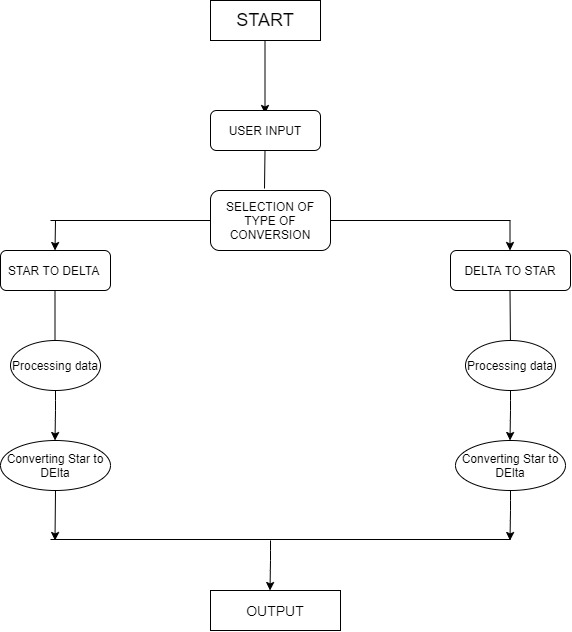 START
USER INPUT
SELECTION OF
TYPE OF
CONVERSION
STAR TO DELTA
DELTA TO STAR
Processing data
Processing data
Converting Star to
DElta
Converting Star to
DElta
OUTPUT